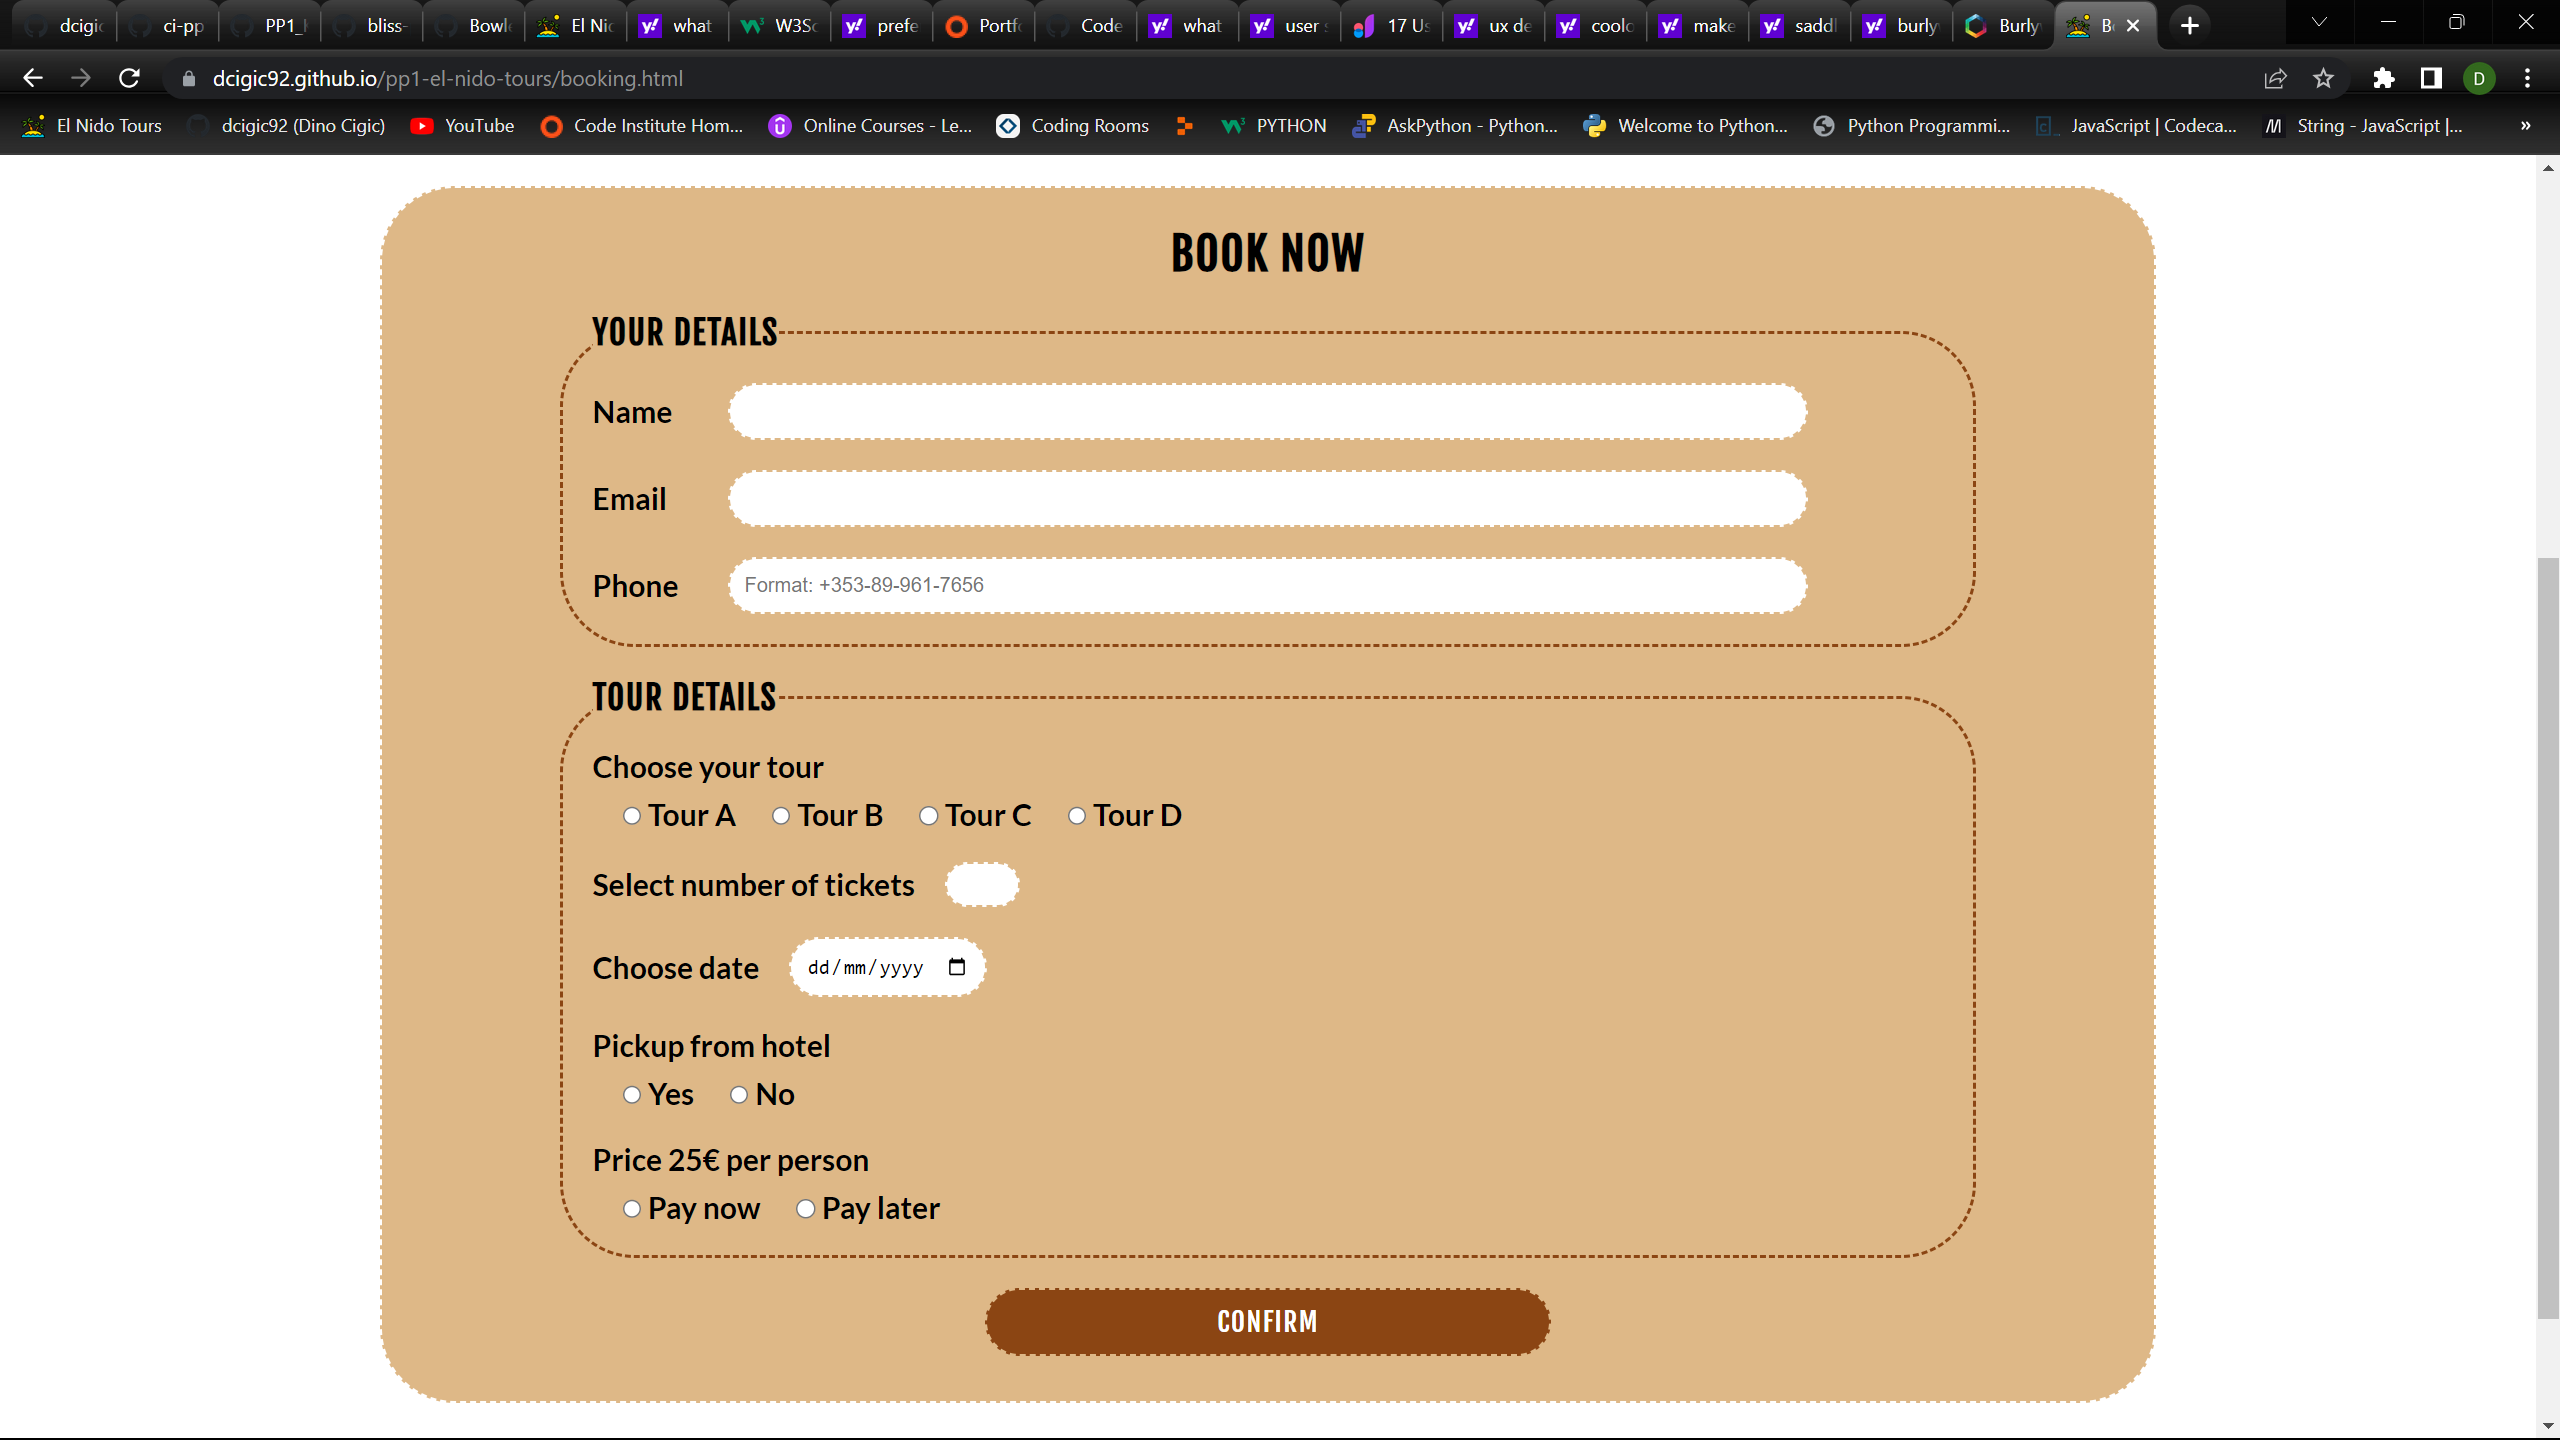 dcigic ci-pp PP1_ bliss- Bowl El Nid what W3Sc prefe Portfo Code what user s 17 Us ux de coolo make saddl burly Burly B
dcigic92.github.io/pp1-el-nido-tours/booking.html D
El Nido Tours dcigic92 (Dino Cigic) YouTube Code Institute Hom... Online Courses - Le... Coding Rooms PYTHON AskPython - Python... Welcome to Python... Python Programmi... JavaScript | Codeca... String - JavaScript |... »
BOOK NOW
YOUR DETAILS
Name
Email
Phone Format: +353-89-961-7656
TOUR DETAILS
Choose your tour
Tour A Tour B Tour C Tour D
Select number of tickets
Choose date dd/mm/yyyy
Pickup from hotel
Yes No
Price 25€ per person
Pay now Pay later
CONFIRM